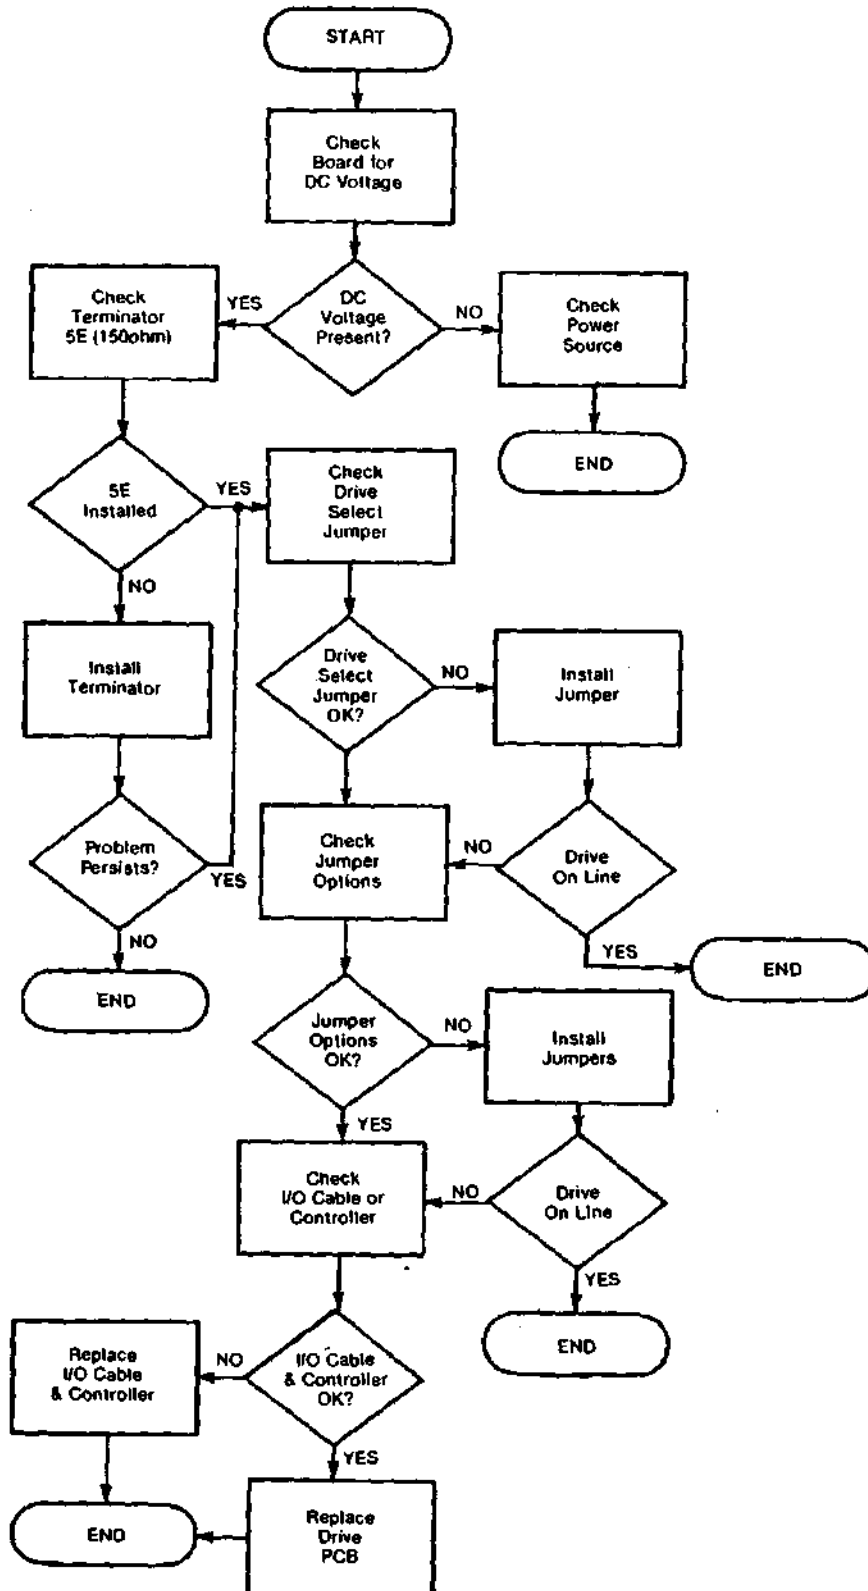 START
Check
Board for
DC Voltage
DC
Voltage
Present?
YES
NO
Check
Terminator
5E (150ohm)
Check
Power
Source
END
5E
Installed
YES
NO
Check
Drive
Select
Jumper
Install
Terminator
Drive
Select
Jumper
OK?
NO
Install
Jumper
Problem
Persists?
YES
NO
END
Check
Jumper
Options
NO
Drive
On Line
YES
END
Jumper
Options
OK?
NO
YES
Install
Jumpers
Check
I/O Cable or
Controller
NO
Drive
On Line
YES
END
I/O Cable
& Controller
OK?
NO
YES
Replace
I/O Cable
& Controller
END
Replace
Drive
PCB